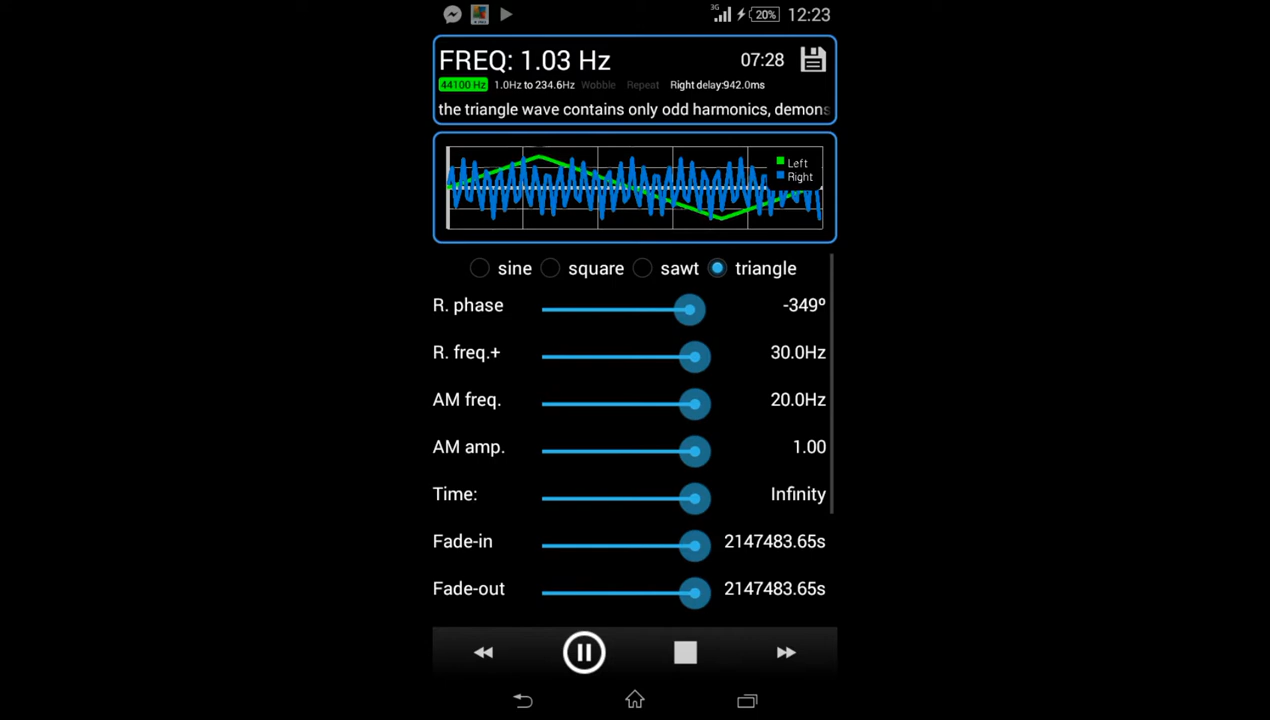 3G 20% 12:23
FREQ: 1.03 Hz 07:28
44100 Hz 1.0Hz to 234.6Hz Wobble Repeat Right delay:942.0ms
the triangle wave contains only odd harmonics, demons
Left
Right
sine square sawt triangle
R. phase -349º
R. freq.+ 30.0Hz
AM freq. 20.0Hz
AM amp. 1.00
Time: Infinity
Fade-in 2147483.65s
Fade-out 2147483.65s